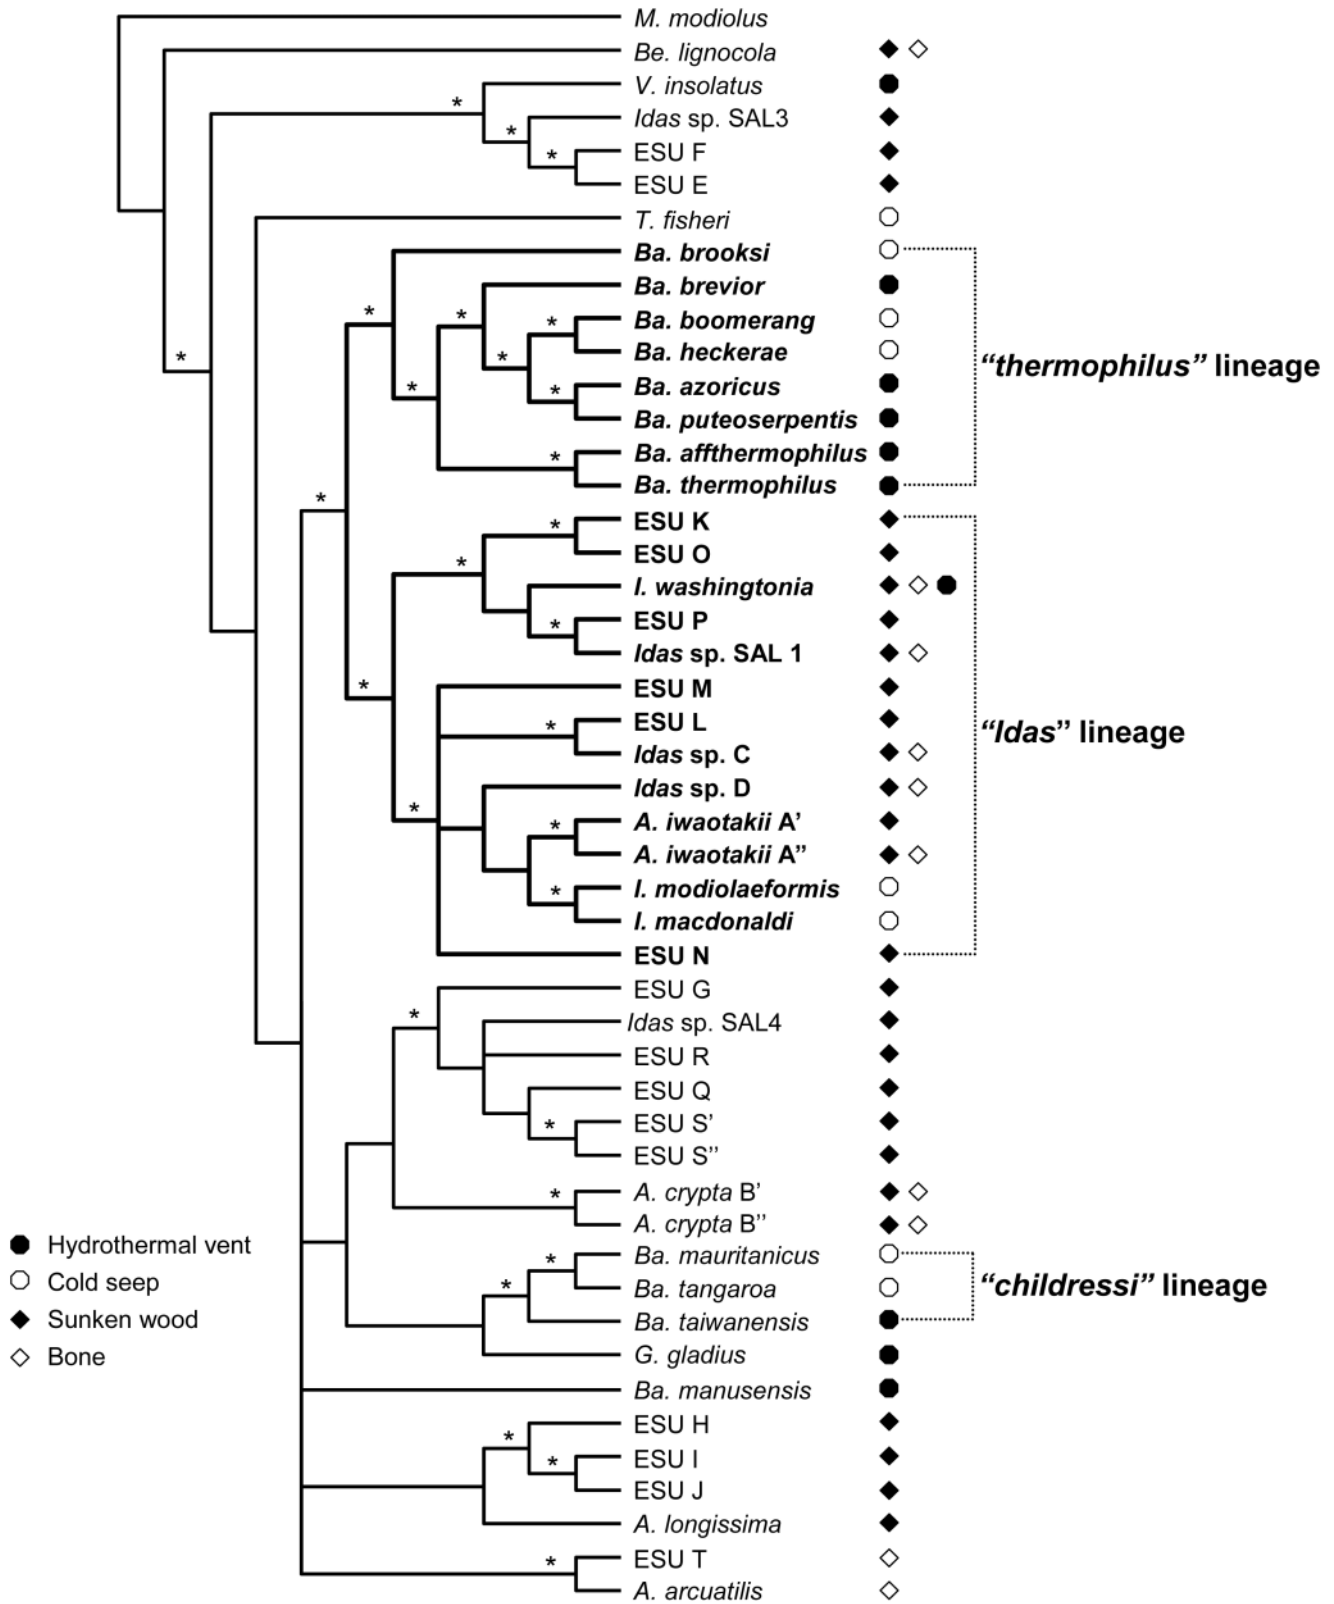 M. modiolus
Be. lignocola
V. insolatus
Idas sp. SAL3
ESU F
ESU E
T. fisheri
Ba. brooksi
Ba. brevior
Ba. boomerang
Ba. heckerae
"thermophilus" lineage
Ba. azoricus
Ba. puteoserpentis
Ba. affthermophilus
Ba. thermophilus
ESU K
ESU O
I. washingtonia
ESU P
Idas sp. SAL 1
ESU M
ESU L
"Idas" lineage
Idas sp. C
Idas sp. D
A. iwaotakii A'
A. iwaotakii A''
I. modiolaeformis
I. macdonaldi
ESU N
ESU G
Idas sp. SAL4
ESU R
ESU Q
ESU S'
ESU S''
A. crypta B'
A. crypta B''
Ba. mauritanicus
Ba. tangaroa
"childressi" lineage
Ba. taiwanensis
G. gladius
Ba. manusensis
ESU H
ESU I
ESU J
A. longissima
ESU T
A. arcuatilis
Hydrothermal vent
Cold seep
Sunken wood
Bone